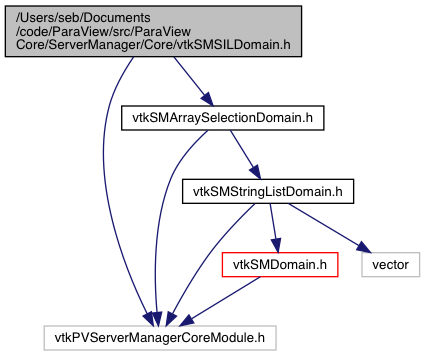 /Users/seb/Documents
/code/ParaView/src/ParaView
Core/ServerManager/Core/vtkSMSILDomain.h
vtkSMArraySelectionDomain.h
vtkSMStringListDomain.h
vtkSMDomain.h
vector
vtkPVServerManagerCoreModule.h